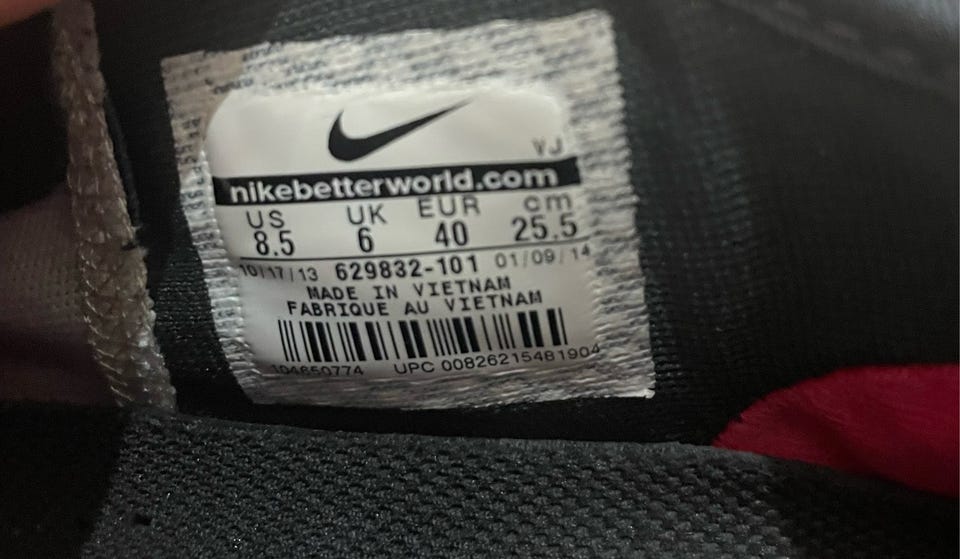 YJ
nikebetterworld.com
US UK EUR cm
8.5 6 40 25.5
10/17/13 629832-101 01/09/14
MADE IN VIETNAM
FABRIQUE AU VIETNAM
104650774 UPC 00826215481904